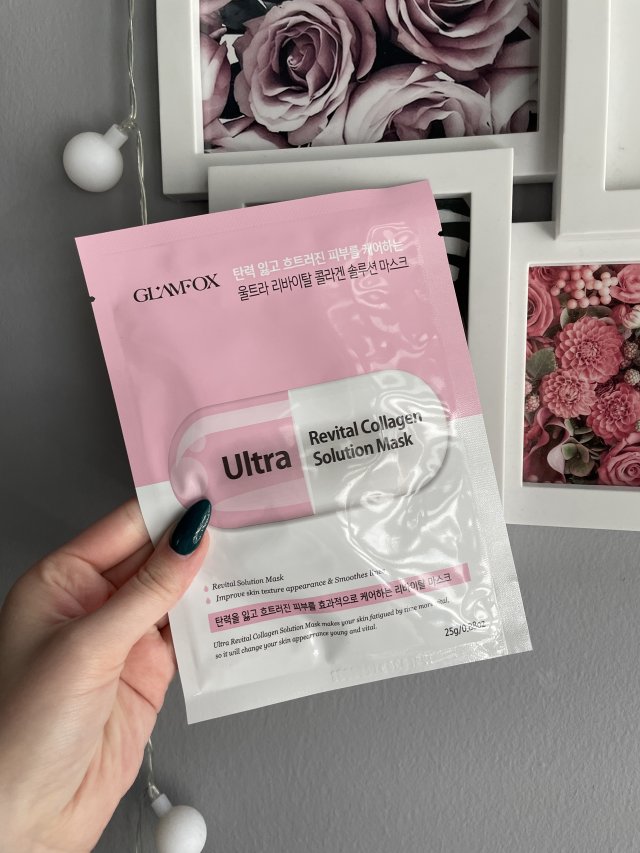 GLAMFOX
탄력 잃고 흐트러진 피부를 케어하는
울트라 리바이탈 콜라겐 솔루션 마스크
Ultra
Revital Collagen
Solution Mask
Revital Solution Mask
Improve skin texture appearance & Smoothes lines
탄력을 잃고 흐트러진 피부를 효과적으로 케어하는 리바이탈 마스크
Ultra Revital Collagen Solution Mask makes your skin fatigued by time more
so it will change your skin appearance young and vital.
25g/0.88oz